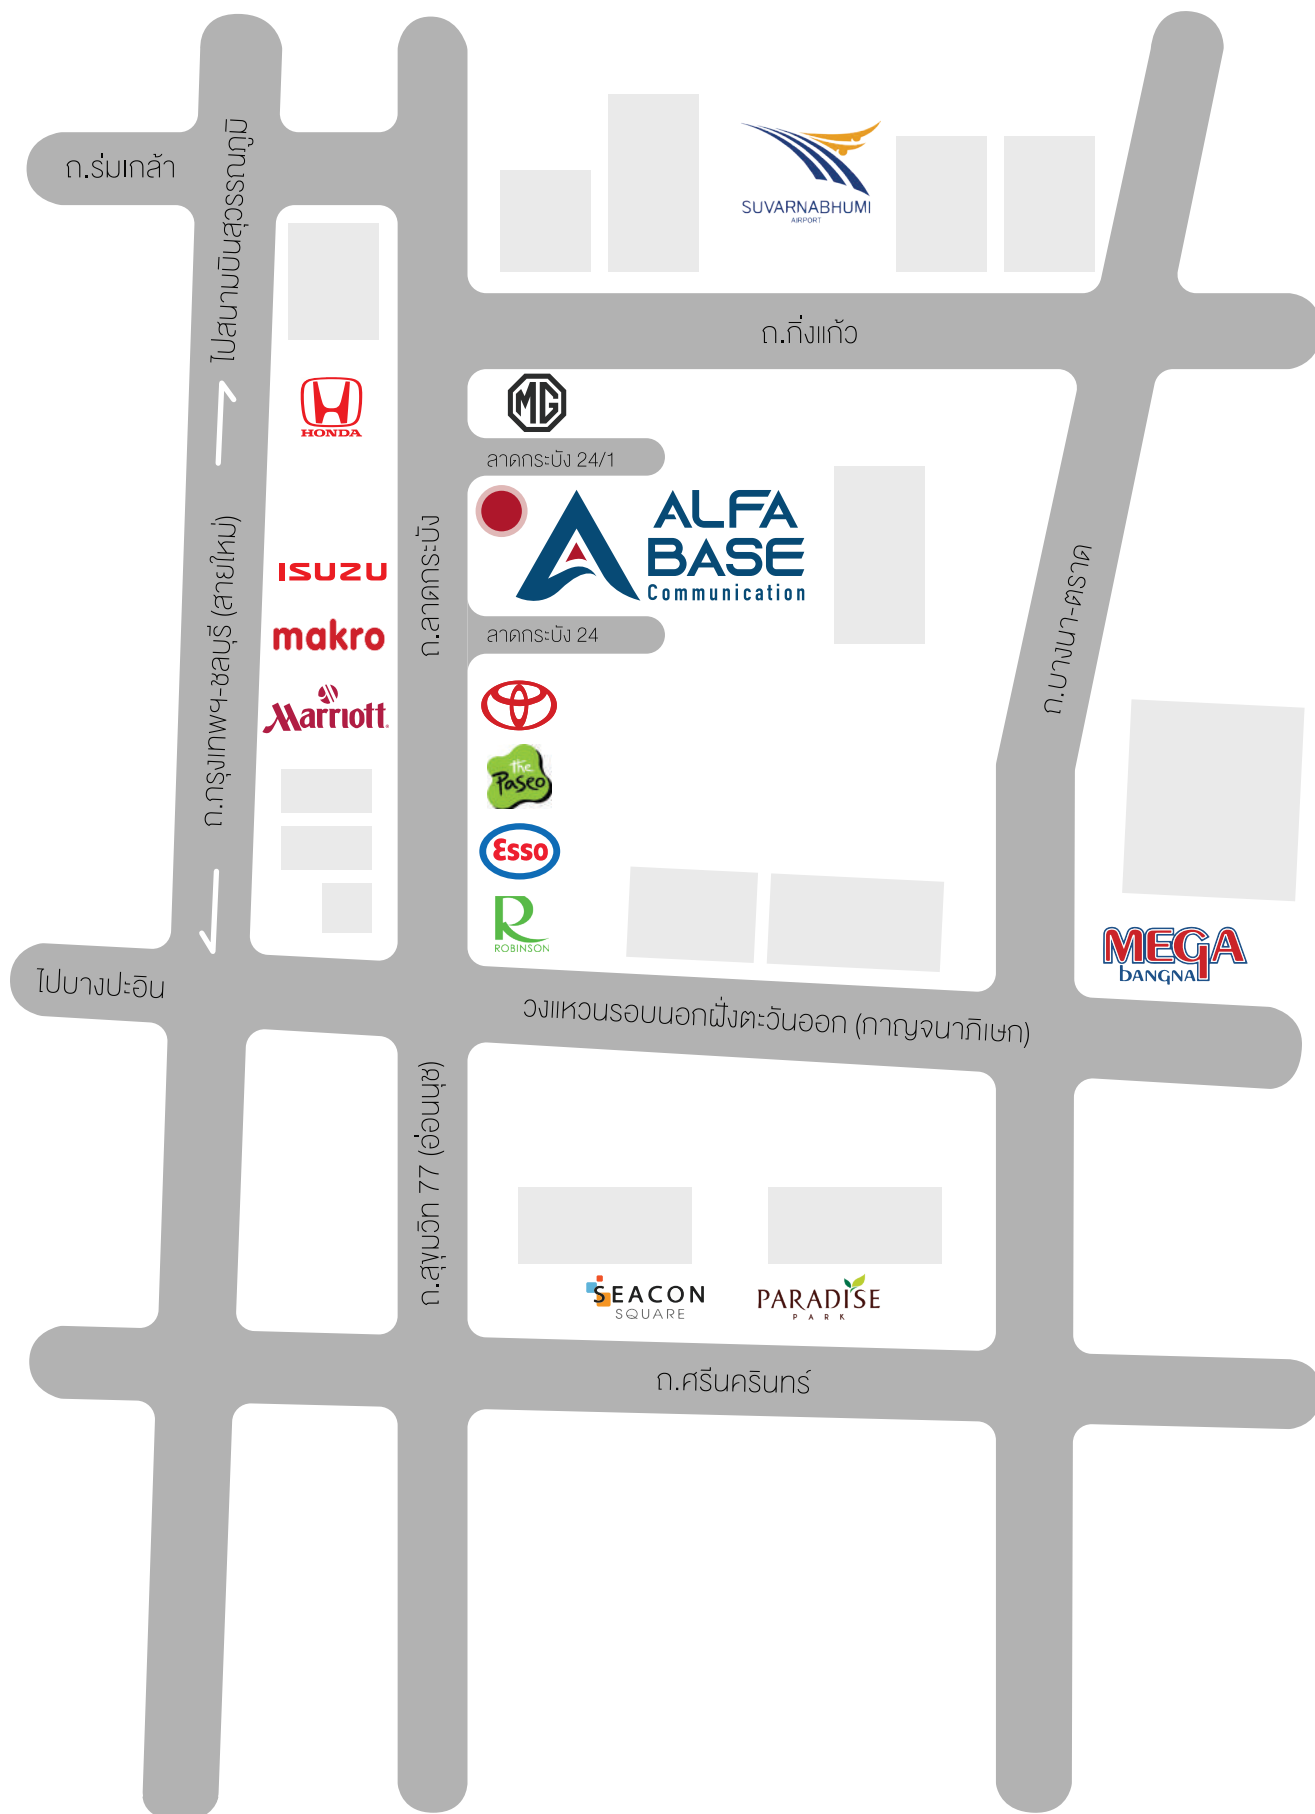 ถ.ร่มเกล้า
ไปสนามบินสุวรรณภูมิ
SUVARNABHUMI
AIRPORT
ถ.กิ่งแก้ว
HONDA
MG
ลาดกระบัง 24/1
ALFA
BASE
Communication
ถ.กรุงเทพฯ-ชลบุรี (สายใหม่)
ถ.ลาดกระบัง
ISUZU
makro
Marriott
ลาดกระบัง 24
ถ.บางนา-ตราด
the
Paseo
Esso
R
ROBINSON
MEGA
bANGNA
ไปบางปะอิน
วงแหวนรอบนอกฝั่งตะวันออก (กาญจนาภิเษก)
ถ.สุขุมวิท 77 (อ่อนนุช)
SEACON
SQUARE
PARADISE
PARK
ถ.ศรีนครินทร์